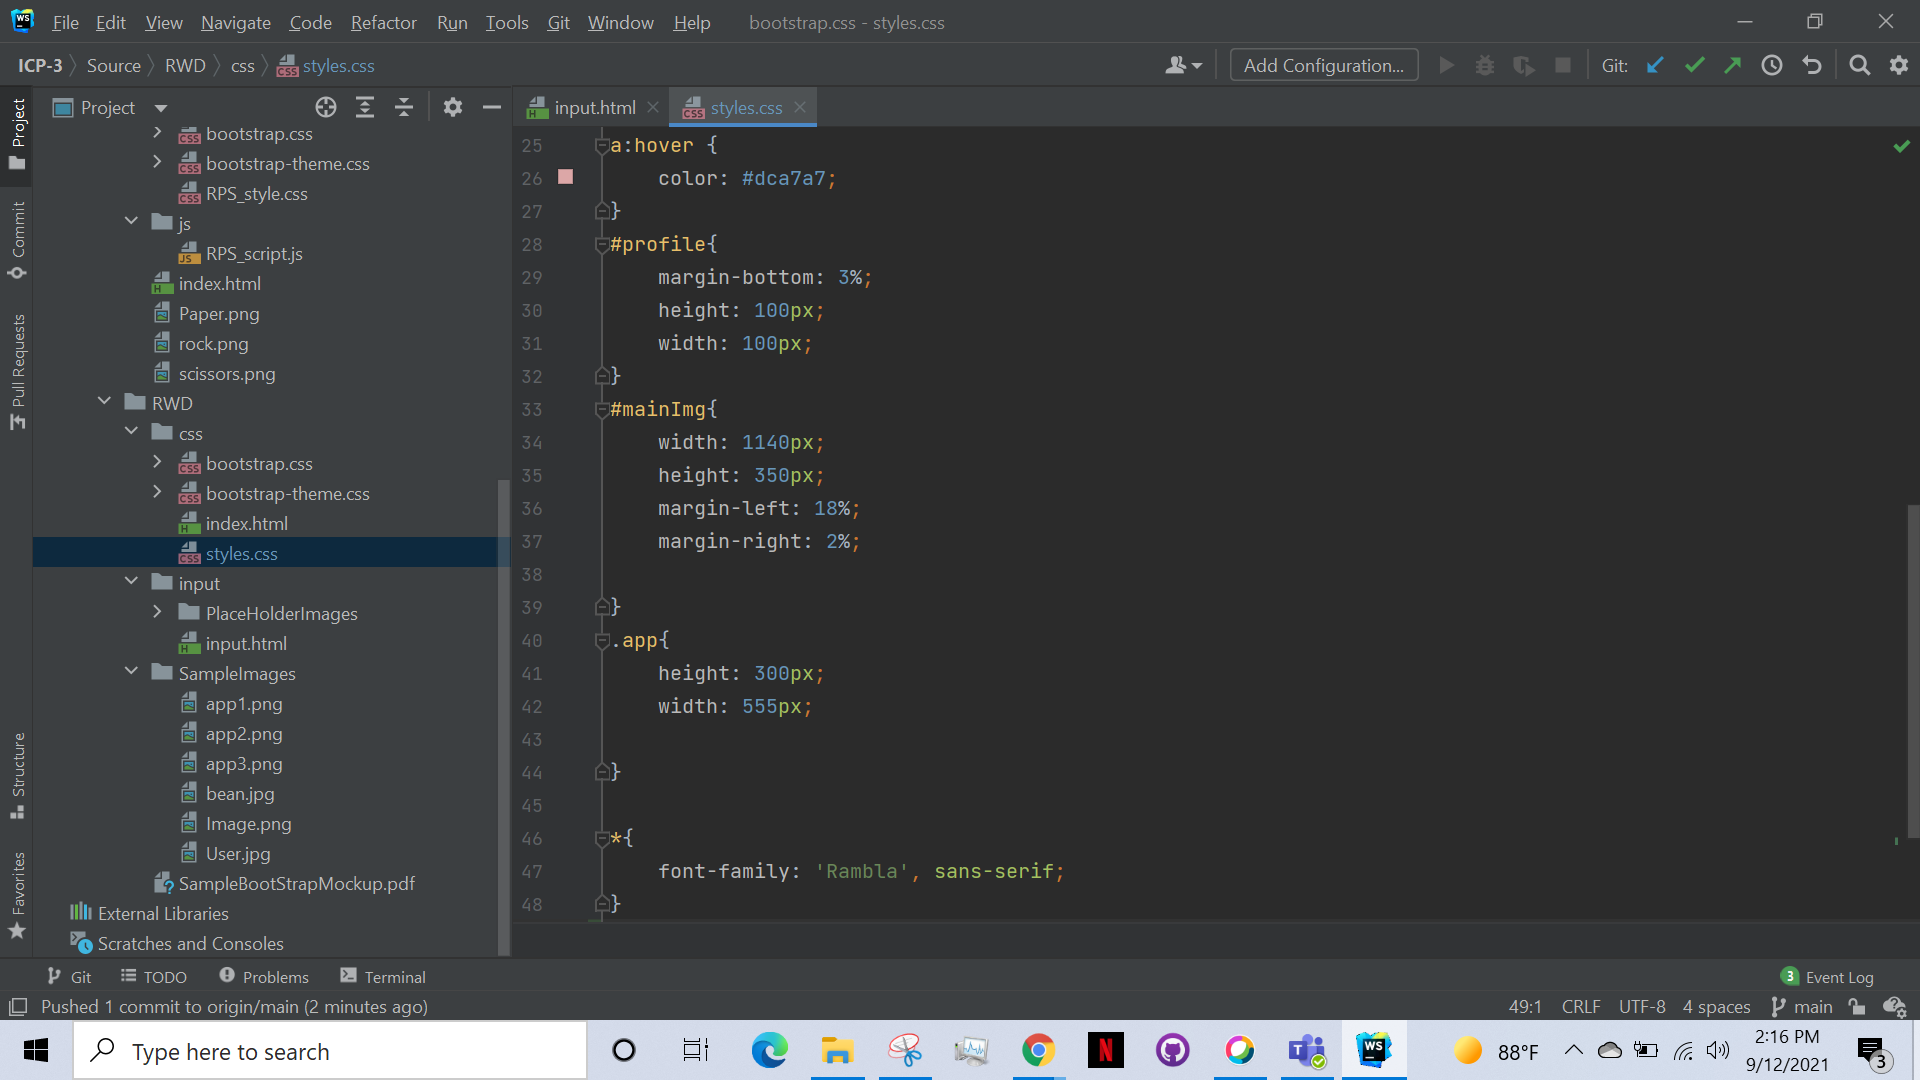 WS File Edit View Navigate Code Refactor Run Tools Git Window Help bootstrap.css - styles.css
ICP-3 Source RWD css styles.css Add Configuration... Git:
Project
input.html
styles.css
Project
Commit
Pull Requests
Structure
Favorites
bootstrap.css
bootstrap-theme.css
RPS_style.css
js
RPS_script.js
index.html
Paper.png
rock.png
scissors.png
RWD
css
bootstrap.css
bootstrap-theme.css
index.html
styles.css
input
PlaceHolderImages
input.html
SampleImages
app1.png
app2.png
app3.png
bean.jpg
Image.png
User.jpg
SampleBootStrapMockup.pdf
External Libraries
Scratches and Consoles
25 a:hover {
26 color: #dca7a7;
27 }
28 #profile{
29 margin-bottom: 3%;
30 height: 100px;
31 width: 100px;
32 }
33 #mainImg{
34 width: 1140px;
35 height: 350px;
36 margin-left: 18%;
37 margin-right: 2%;
38
39 }
40 .app{
41 height: 300px;
42 width: 555px;
43
44 }
45
46 *{
47 font-family: 'Rambla', sans-serif;
48 }
Git TODO Problems Terminal 3 Event Log
Pushed 1 commit to origin/main (2 minutes ago) 49:1 CRLF UTF-8 4 spaces main
Type here to search
N
WS
88°F
2:16 PM
9/12/2021
3